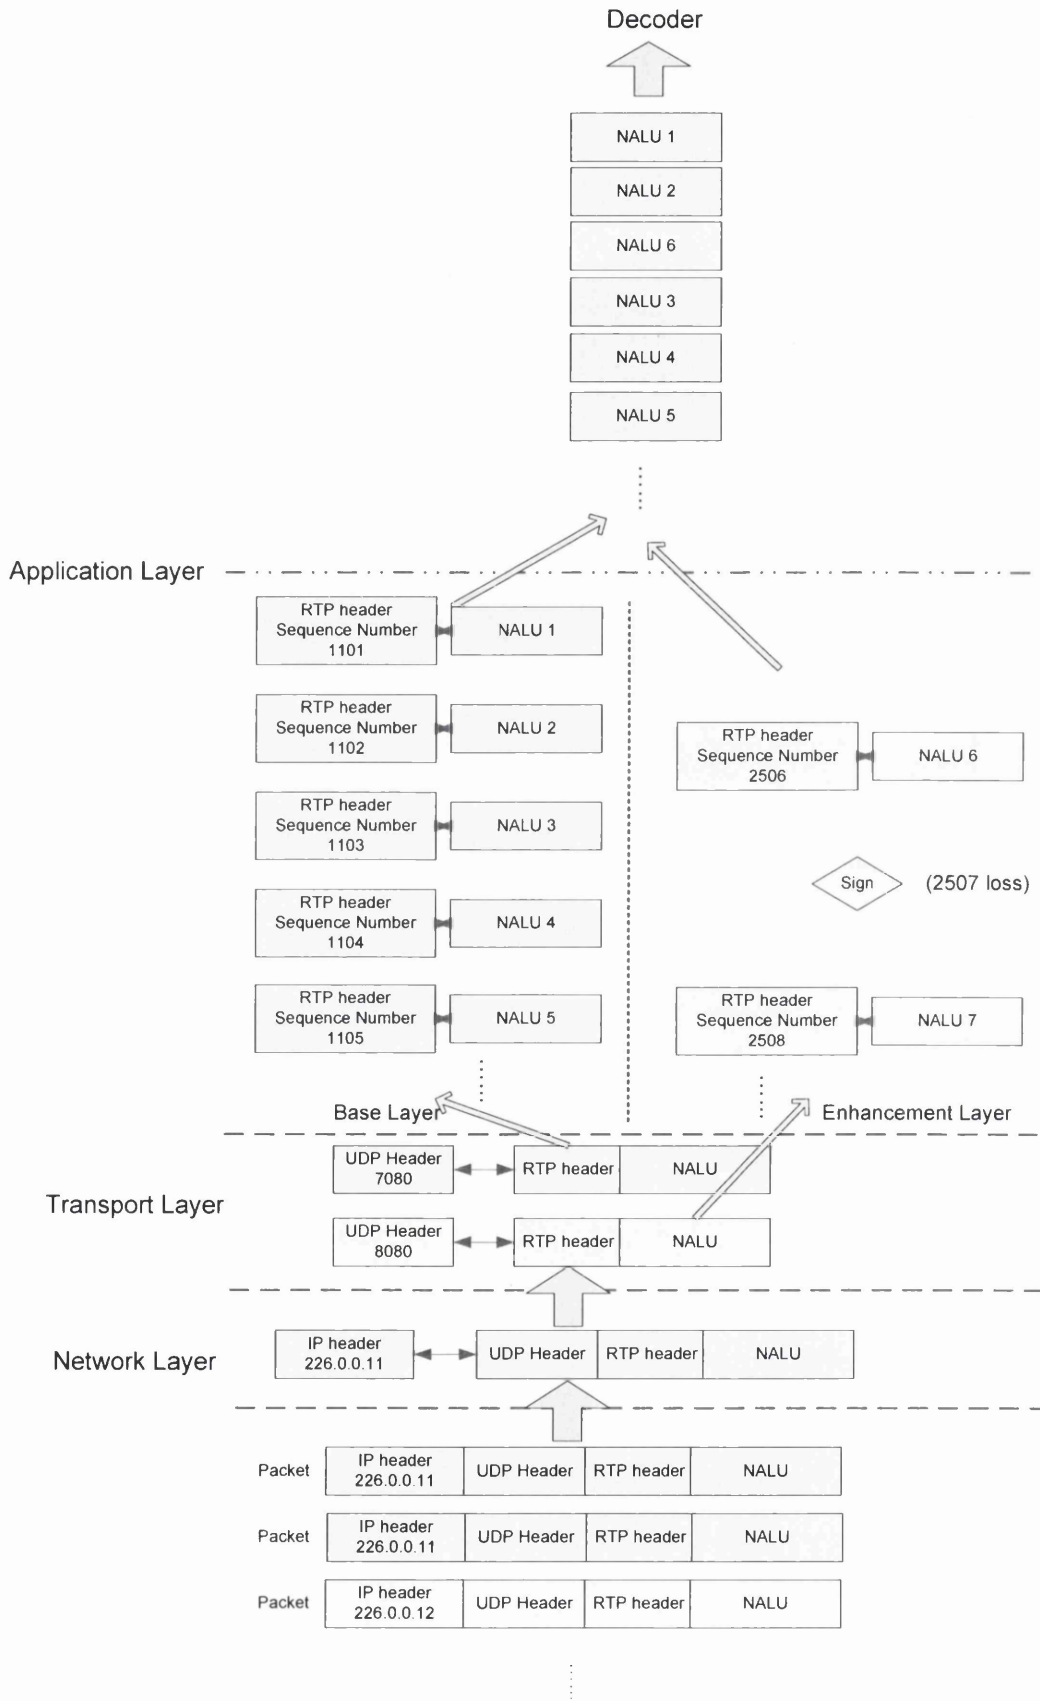 Decoder
NALU 1
NALU 2
NALU 6
NALU 3
NALU 4
NALU 5
Application Layer
RTP header
Sequence Number
1101
NALU 1
RTP header
Sequence Number
1102
NALU 2
RTP header
Sequence Number
2506
NALU 6
RTP header
Sequence Number
1103
NALU 3
Sign
(2507 loss)
RTP header
Sequence Number
1104
NALU 4
RTP header
Sequence Number
1105
NALU 5
RTP header
Sequence Number
2508
NALU 7
Base Layer
Enhancement Layer
Transport Layer
UDP Header
7080
RTP header
NALU
UDP Header
8080
RTP header
NALU
Network Layer
IP header
226.0.0.11
UDP Header
RTP header
NALU
Packet
IP header
226.0.0.11
UDP Header
RTP header
NALU
Packet
IP header
226.0.0.11
UDP Header
RTP header
NALU
Packet
IP header
226.0.0.12
UDP Header
RTP header
NALU